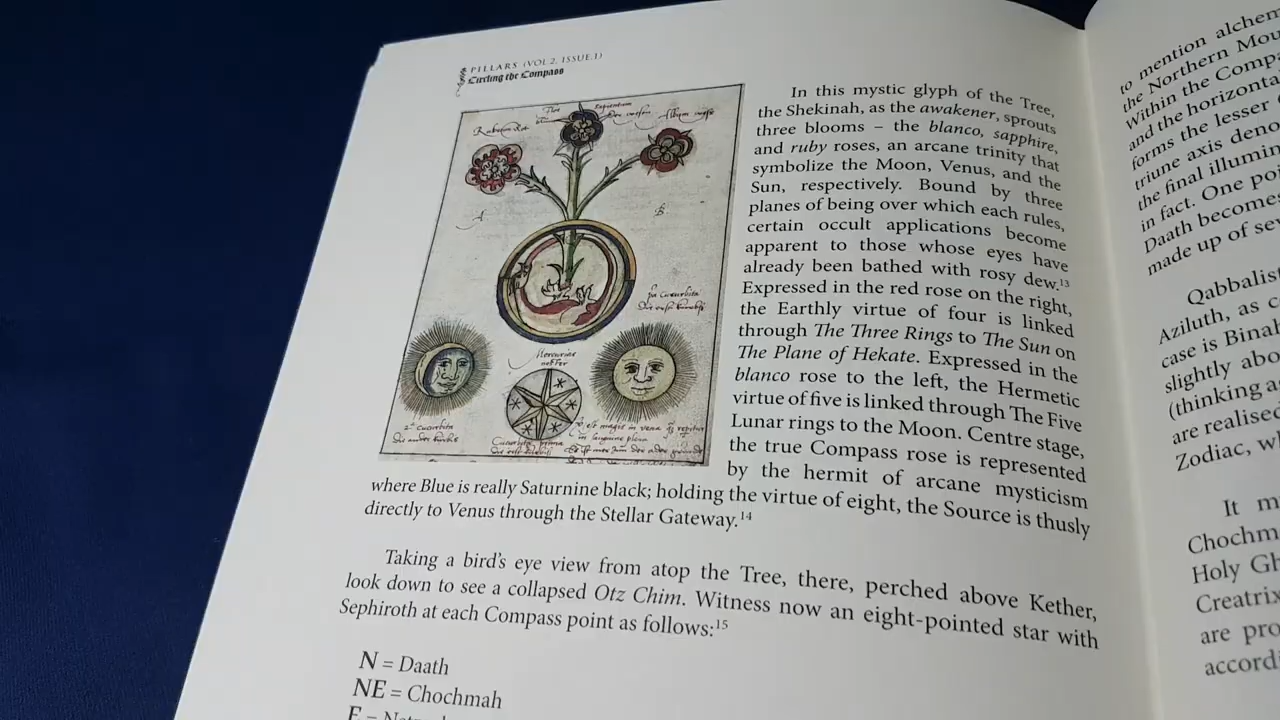 PILLARS (VOL 2, ISSUE.1)
Circling the Compass
In this mystic glyph of the Tree,
the Shekinah, as the awakener, sprouts
three blooms – the blanco, sapphire,
and ruby roses, an arcane trinity that
symbolize the Moon, Venus, and the
Sun, respectively. Bound by three
planes of being over which each rules,
certain occult applications become
apparent to those whose eyes have
already been bathed with rosy dew.13
Expressed in the red rose on the right,
the Earthly virtue of four is linked
through The Three Rings to The Sun on
The Plane of Hekate. Expressed in the
blanco rose to the left, the Hermetic
virtue of five is linked through The Five
Lunar rings to the Moon. Centre stage,
the true Compass rose is represented
by the hermit of arcane mysticism
where Blue is really Saturnine black; holding the virtue of eight, the Source is thusly
directly to Venus through the Stellar Gateway.14
Taking a bird's eye view from atop the Tree, there, perched above Kether,
look down to see a collapsed Otz Chim. Witness now an eight-pointed star with
Sephiroth at each Compass point as follows:15
N = Daath
NE = Chochmah
to mention alchem
the Northern Mou
Within the Compa
and the horizonta
forms the lesser
triune axis deno
the final illumin
in fact. One poi
Daath becomes
made up of sev
Qabbalist
Aziluth, as c
case is Binah
slightly abo
(thinking a
are realised
Zodiac, w
It m
Chochm
Holy Gh
Creatrix
are pro
accordi